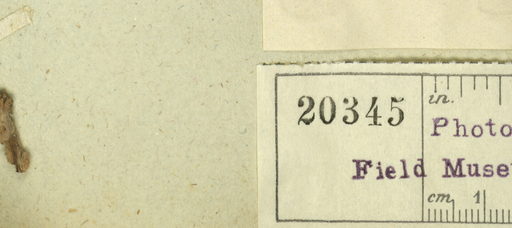 20345
in.
Photo
Field Muse
cm 1